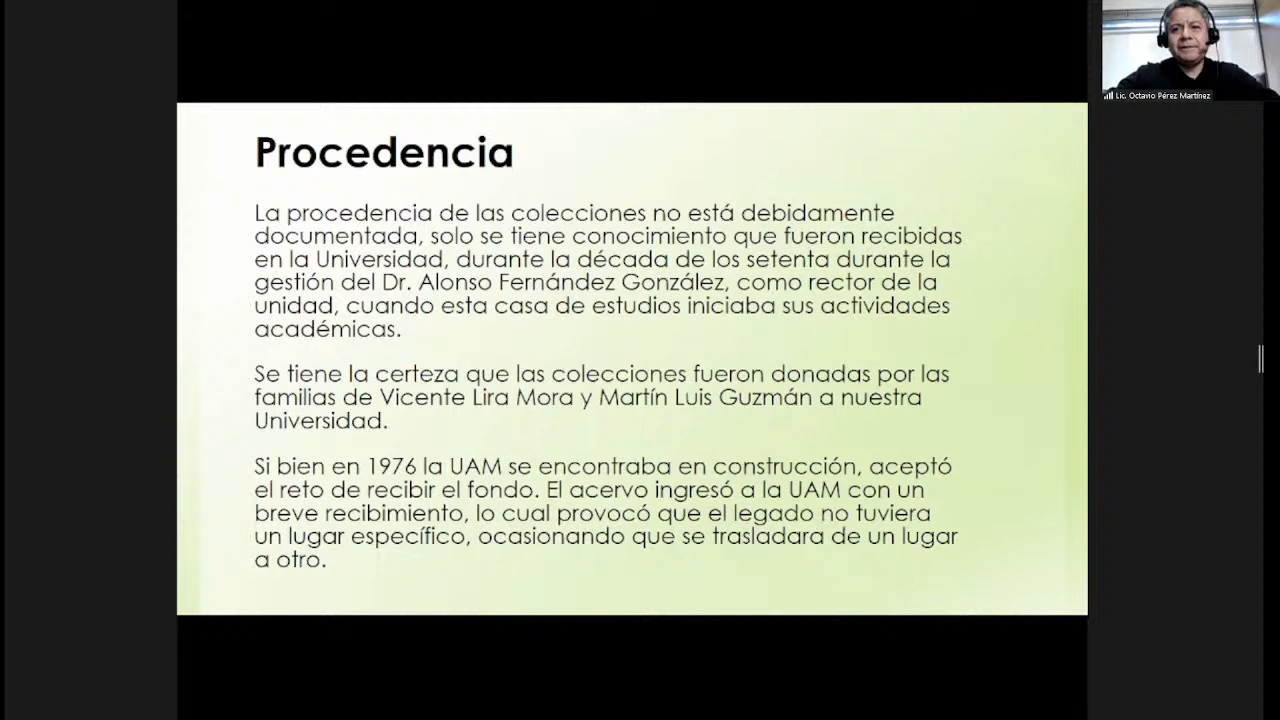 Lic. Octavio Pérez Martínez
Procedencia
La procedencia de las colecciones no está debidamente
documentada, solo se tiene conocimiento que fueron recibidas
en la Universidad, durante la década de los setenta durante la
gestión del Dr. Alonso Fernández González, como rector de la
unidad, cuando esta casa de estudios iniciaba sus actividades
académicas.
Se tiene la certeza que las colecciones fueron donadas por las
familias de Vicente Lira Mora y Martín Luis Guzmán a nuestra
Universidad.
Si bien en 1976 la UAM se encontraba en construcción, aceptó
el reto de recibir el fondo. El acervo ingresó a la UAM con un
breve recibimiento, lo cual provocó que el legado no tuviera
un lugar específico, ocasionando que se trasladara de un lugar
a otro.